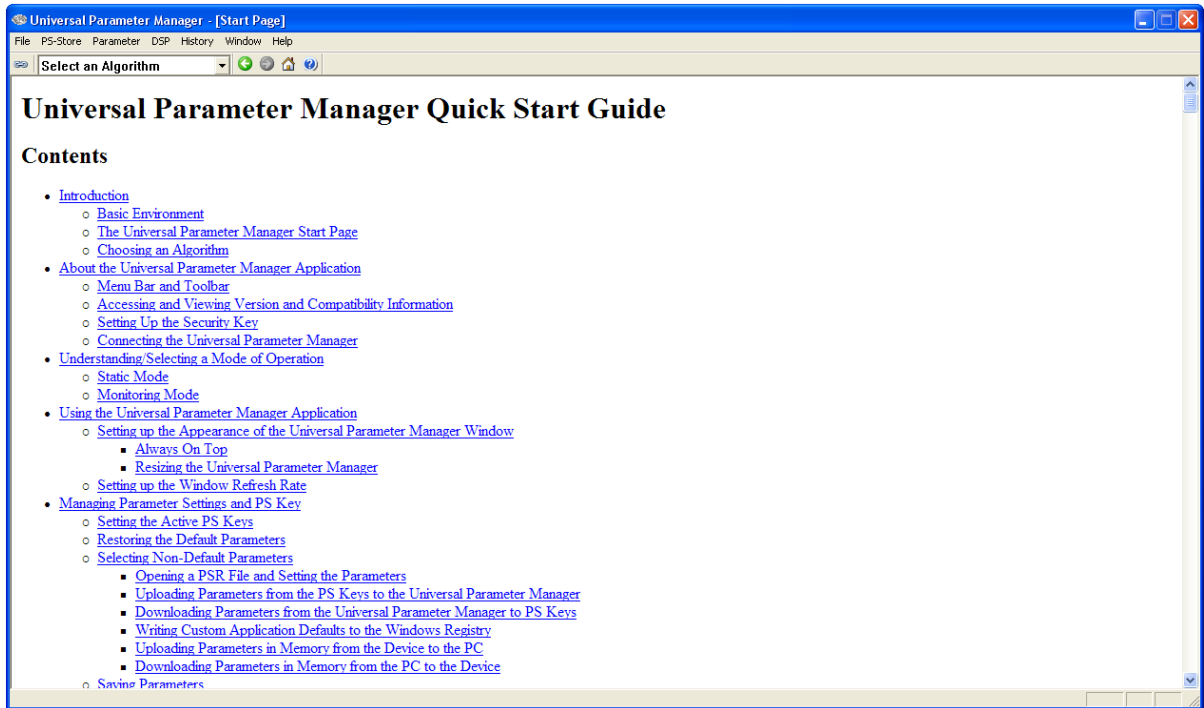 Universal Parameter Manager - [Start Page]
File PS-Store Parameter DSP History Window Help
Select an Algorithm
Universal Parameter Manager Quick Start Guide
Contents
Introduction
Basic Environment
The Universal Parameter Manager Start Page
Choosing an Algorithm
About the Universal Parameter Manager Application
Menu Bar and Toolbar
Accessing and Viewing Version and Compatibility Information
Setting Up the Security Key
Connecting the Universal Parameter Manager
Understanding/Selecting a Mode of Operation
Static Mode
Monitoring Mode
Using the Universal Parameter Manager Application
Setting up the Appearance of the Universal Parameter Manager Window
Always On Top
Resizing the Universal Parameter Manager
Setting up the Window Refresh Rate
Managing Parameter Settings and PS Key
Setting the Active PS Keys
Restoring the Default Parameters
Selecting Non-Default Parameters
Opening a PSR File and Setting the Parameters
Uploading Parameters from the PS Keys to the Universal Parameter Manager
Downloading Parameters from the Universal Parameter Manager to PS Keys
Writing Custom Application Defaults to the Windows Registry
Uploading Parameters in Memory from the Device to the PC
Downloading Parameters in Memory from the PC to the Device
Saving Parameters